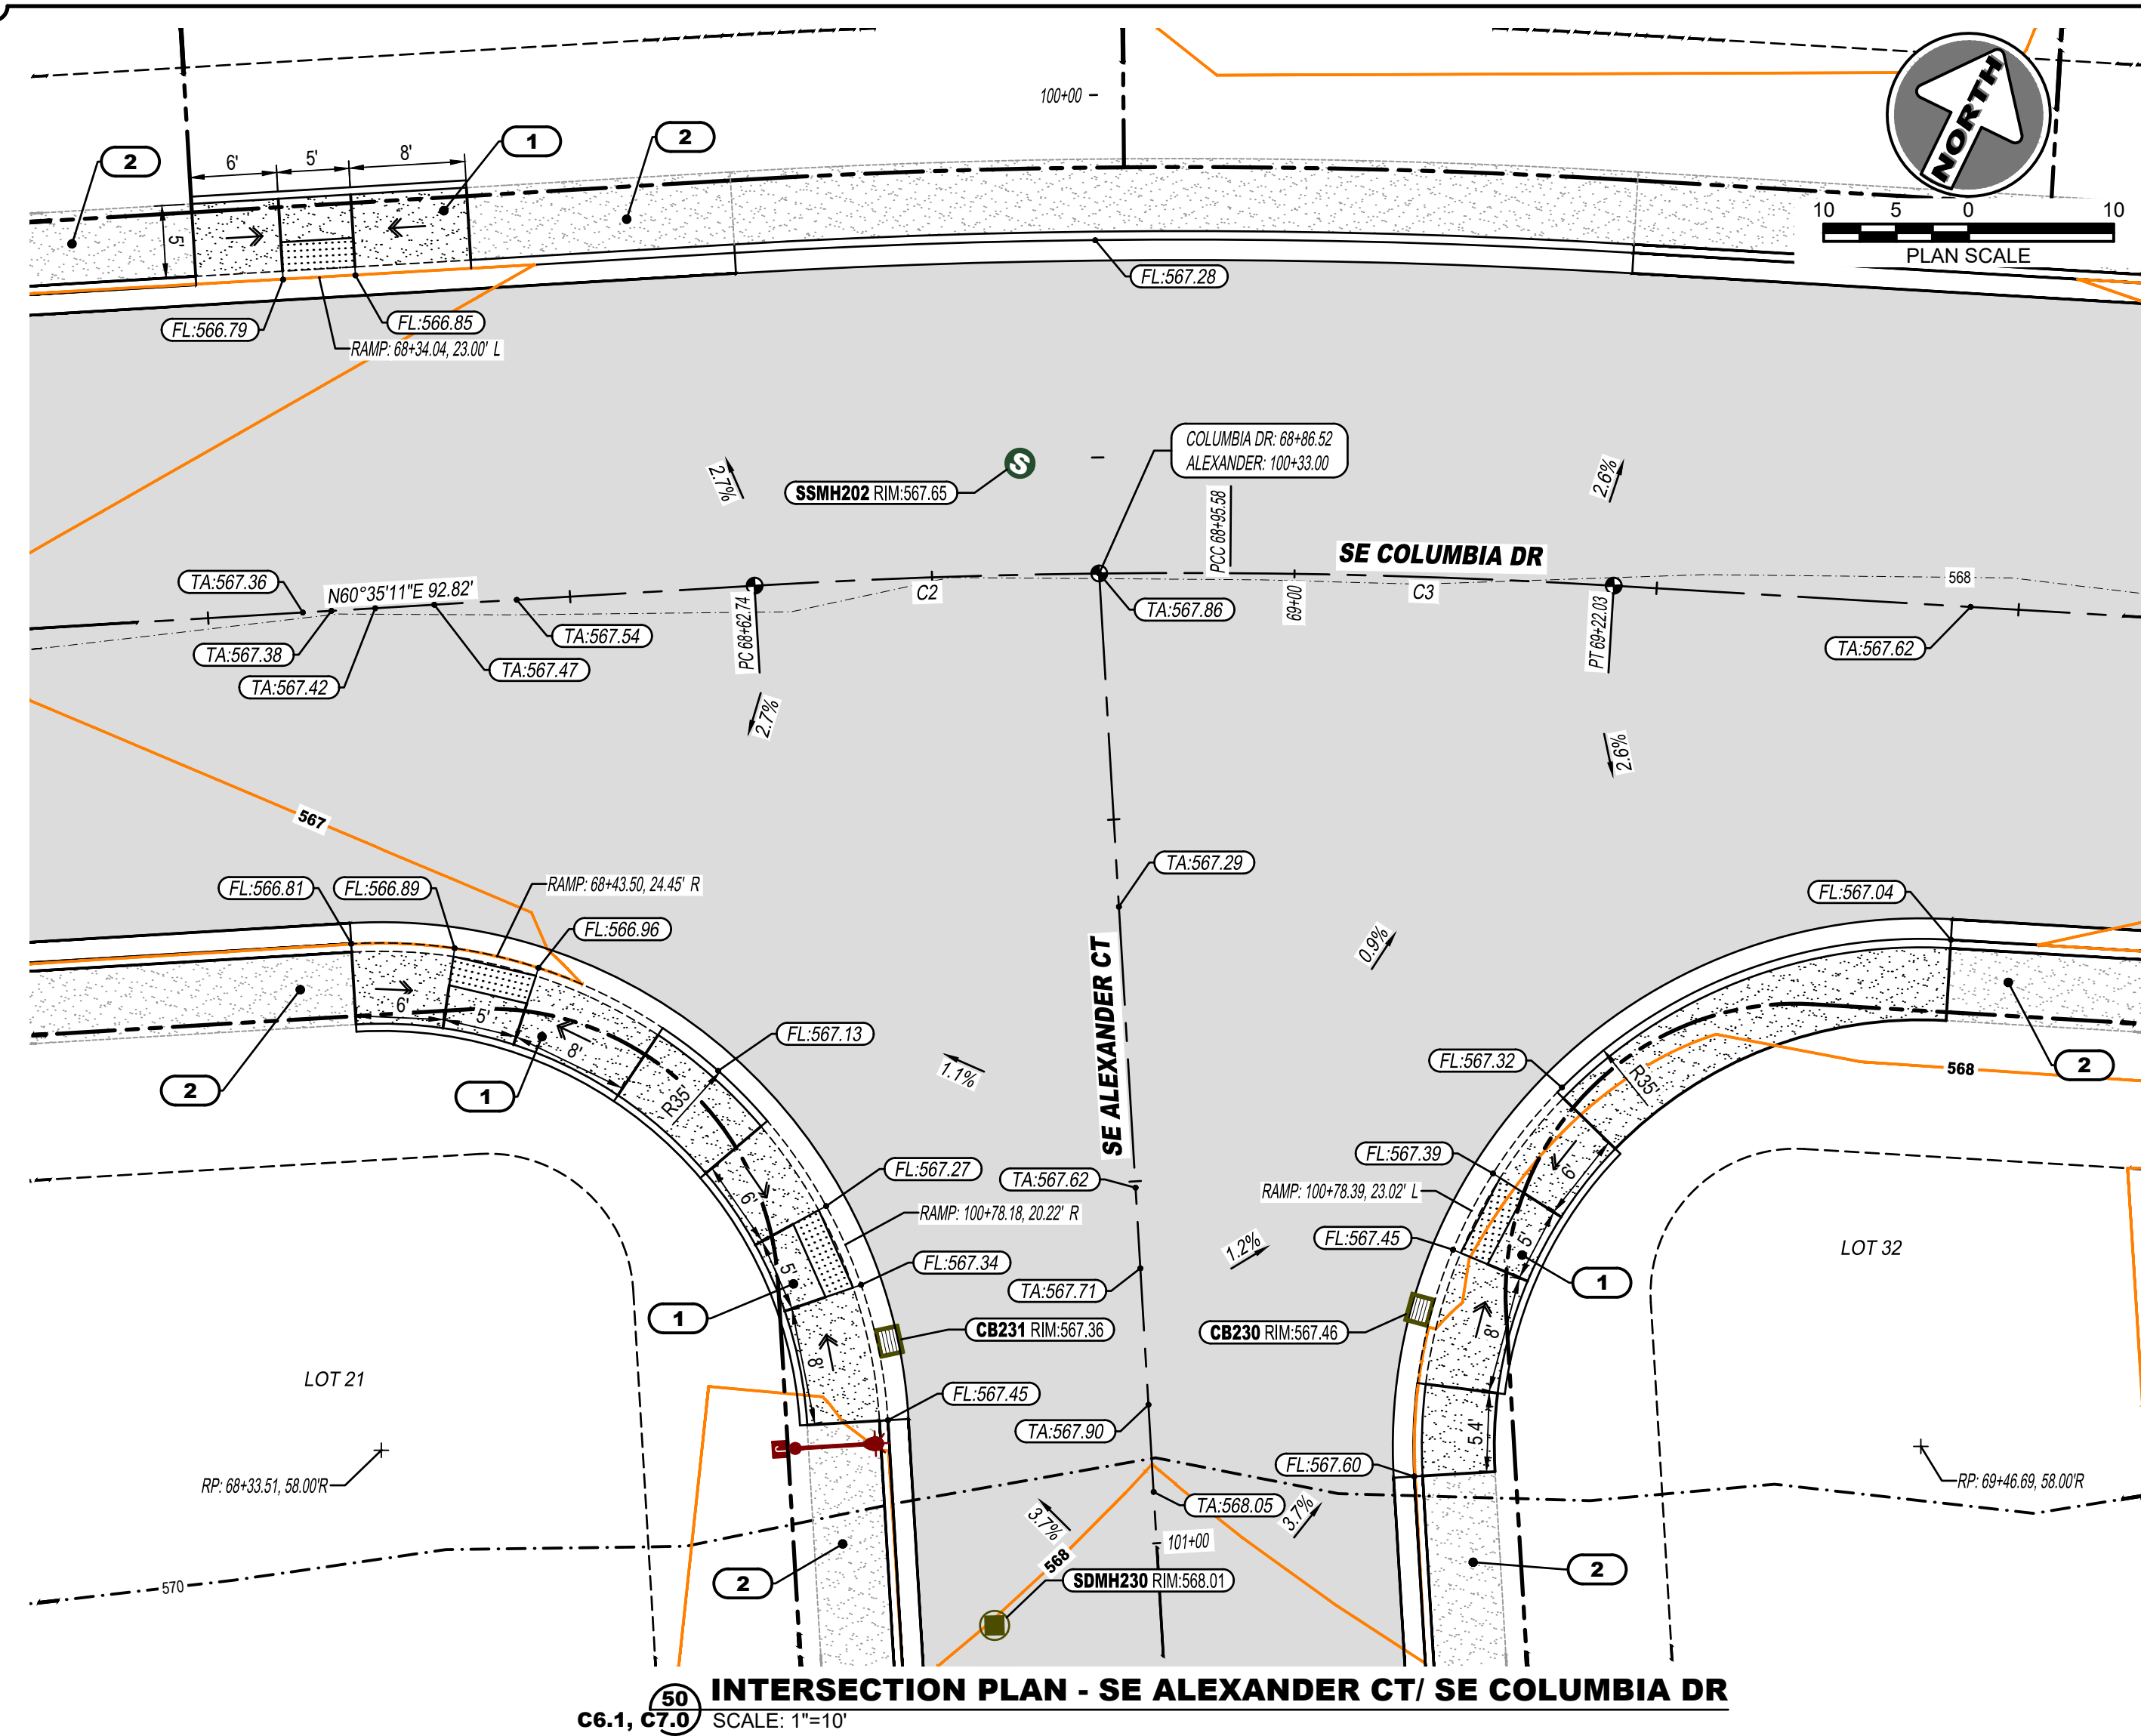 100+00
NORTH
10 5 0 10
PLAN SCALE
2
6' 5' 8'
1
2
5'
FL:566.79
FL:566.85
RAMP: 68+34.04, 23.00' L
FL:567.28
COLUMBIA DR: 68+86.52
ALEXANDER: 100+33.00
2.7%
SSMH202 RIM:567.65
S
PCC 68+95.58
2.6%
SE COLUMBIA DR
TA:567.36
N60°35'11"E 92.82'
C2
69+00
C3
568
TA:567.86
TA:567.54
PC 68+62.74
PT 69+22.03
TA:567.38
TA:567.47
TA:567.62
TA:567.42
2.7%
2.6%
567
TA:567.29
FL:566.81
FL:566.89
RAMP: 68+43.50, 24.45' R
FL:566.96
FL:567.04
0.9%
SE ALEXANDER CT
6'
5'
8'
FL:567.13
1.1%
FL:567.32
R35'
R35'
568
2
1
2
FL:567.27
TA:567.62
FL:567.39
6'
6'
RAMP: 100+78.18, 20.22' R
RAMP: 100+78.39, 23.02' L
FL:567.45
1.2%
5'
5'
LOT 32
FL:567.34
TA:567.71
1
1
CB231 RIM:567.36
CB230 RIM:567.46
8'
8'
LOT 21
FL:567.45
TA:567.90
5.4'
J
FL:567.60
RP: 68+33.51, 58.00'R
RP: 69+46.69, 58.00'R
TA:568.05
3.7%
3.7%
101+00
568
2
2
SDMH230 RIM:568.01
570
50
INTERSECTION PLAN - SE ALEXANDER CT/ SE COLUMBIA DR
C6.1, C7.0
SCALE: 1"=10'